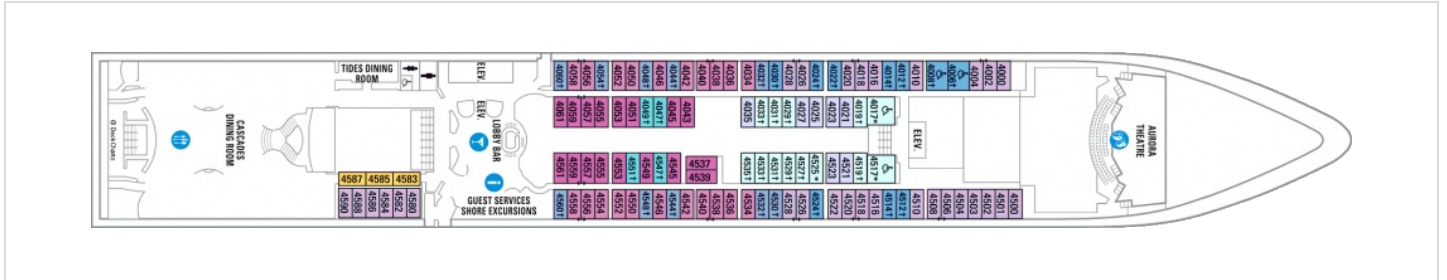 TIDES DINING
ROOM
ELEV.
4060† 4058 4056 4054† 4052 4050 4048† 4046 4044† 4042 4040 4038 4036 4034 4032† 4030† 4028 4026 4024† 4022† 4020 4018 4016 4014† 4012† 4010 4008† 4006† 4004 4002 4000
4061 4059 4057 4055 4053 4051 4049† 4047† 4045 4043 4035 4033† 4031† 4029† 4027 4025 4023 4021 4019† 4017*
ELEV.
LOBBY BAR
CASCADES
DINING ROOM
@DeckChants
ELEV.
AURORA
THEATRE
4561 4559 4557 4555 4553 4551† 4549 4547† 4545 4537
4539
4535† 4533† 4531† 4529† 4527† 4525* 4523 4521 4519† 4517*
4587 4585 4583
4590 4588 4586 4584 4582 4580
GUEST SERVICES
SHORE EXCURSIONS
4560† 4558 4556 4554 4552 4550 4548† 4546 4544† 4542 4540 4538 4536 4534 4532† 4530† 4528 4526 4524† 4522 4520 4518 4516 4514† 4512† 4510 4508 4506 4504 4503 4502 4501 4500